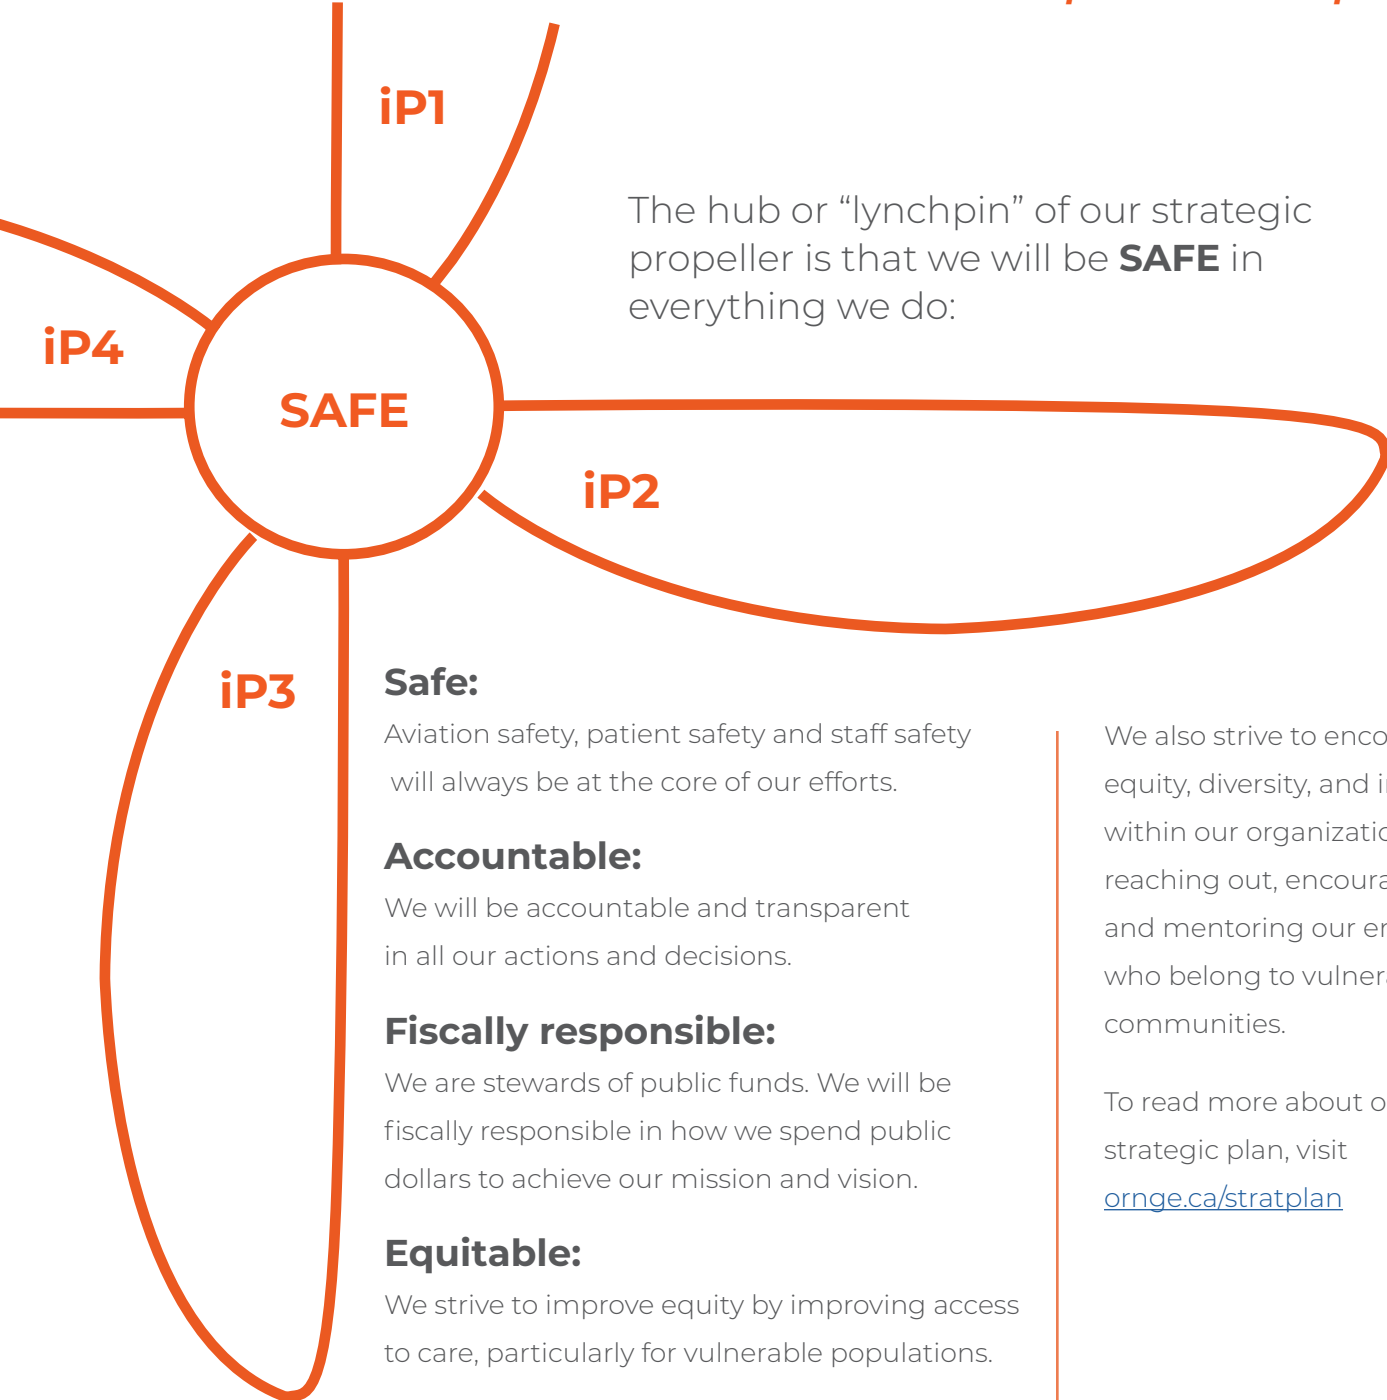 iP1
The hub or “lynchpin” of our strategic
propeller is that we will be SAFE in
everything we do:
iP4
SAFE
iP2
iP3
Safe:
Aviation safety, patient safety and staff safety
will always be at the core of our efforts.
Accountable:
We will be accountable and transparent
in all our actions and decisions.
Fiscally responsible:
We are stewards of public funds. We will be
fiscally responsible in how we spend public
dollars to achieve our mission and vision.
Equitable:
We strive to improve equity by improving access
to care, particularly for vulnerable populations.
We also strive to
equity, diversity, and
within our
reaching out,
and mentoring our
who belong to
communities.
To read more about
strategic plan, visit
ornge.ca/stratplan